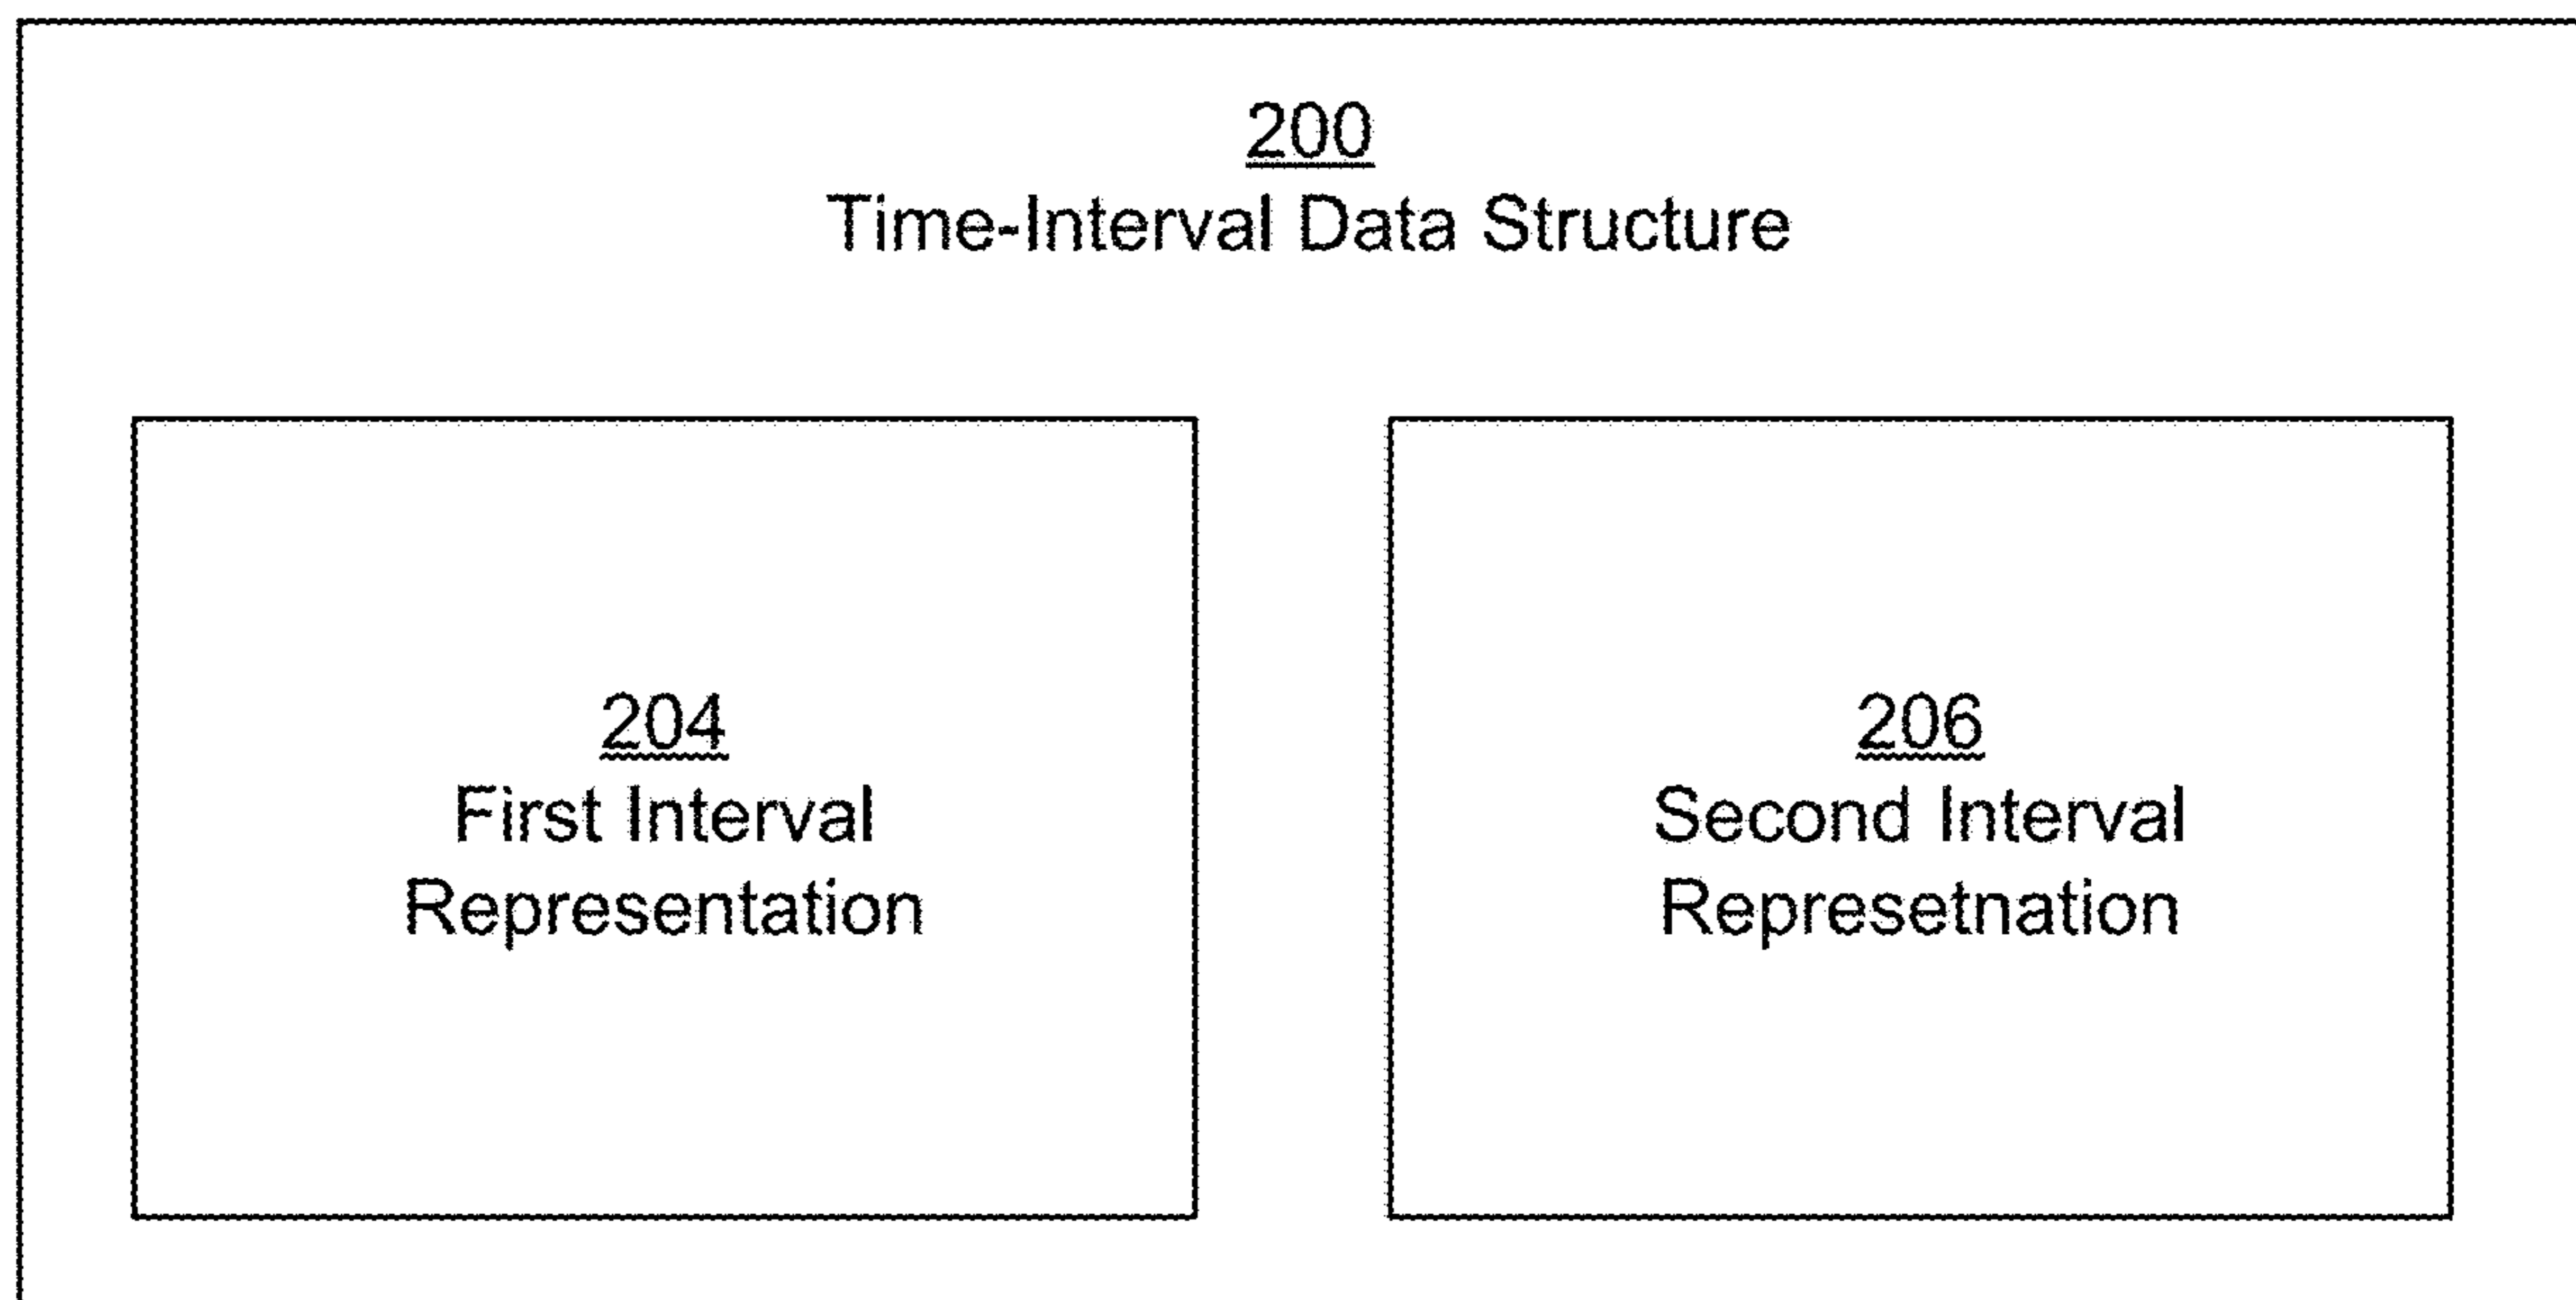 200
Time-Interval Data Structure
204
First Interval
Representation
206
Second Interval
Represetnation